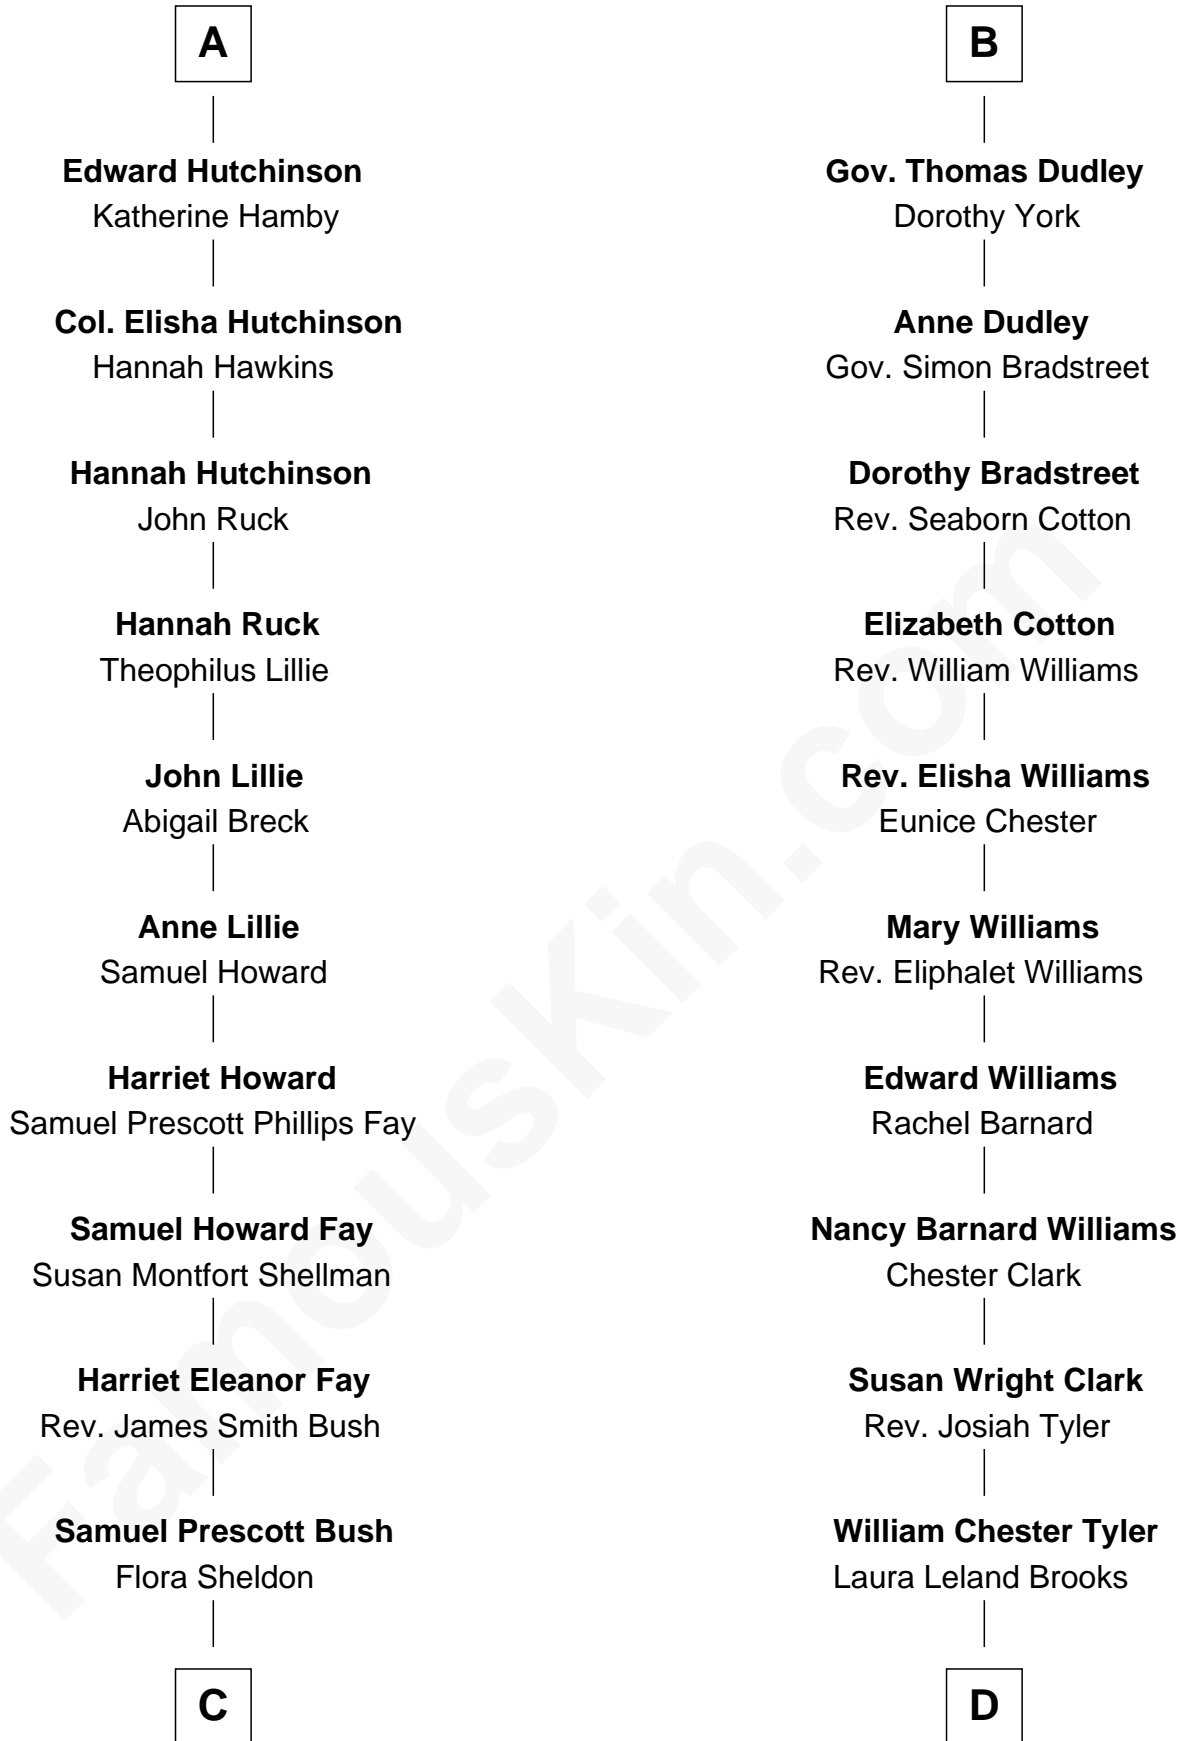 A
Edward Hutchinson
Katherine Hamby
Col. Elisha Hutchinson
Hannah Hawkins
Hannah Hutchinson
John Ruck
Hannah Ruck
Theophilus Lillie
John Lillie
Abigail Breck
Anne Lillie
Samuel Howard
Harriet Howard
Samuel Prescott Phillips Fay
Samuel Howard Fay
Susan Montfort Shellman
Harriet Eleanor Fay
Rev. James Smith Bush
Samuel Prescott Bush
Flora Sheldon
C
B
Gov. Thomas Dudley
Dorothy York
Anne Dudley
Gov. Simon Bradstreet
Dorothy Bradstreet
Rev. Seaborn Cotton
Elizabeth Cotton
Rev. William Williams
Rev. Elisha Williams
Eunice Chester
Mary Williams
Rev. Eliphalet Williams
Edward Williams
Rachel Barnard
Nancy Barnard Williams
Chester Clark
Susan Wright Clark
Rev. Josiah Tyler
William Chester Tyler
Laura Leland Brooks
D
FamousKin.com